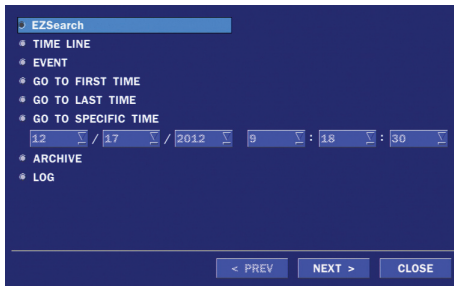 EZSearch
TIME LINE
EVENT
GO TO FIRST TIME
GO TO LAST TIME
GO TO SPECIFIC TIME
12 / 17 / 2012 9 : 18 : 30
ARCHIVE
LOG
< PREV NEXT > CLOSE